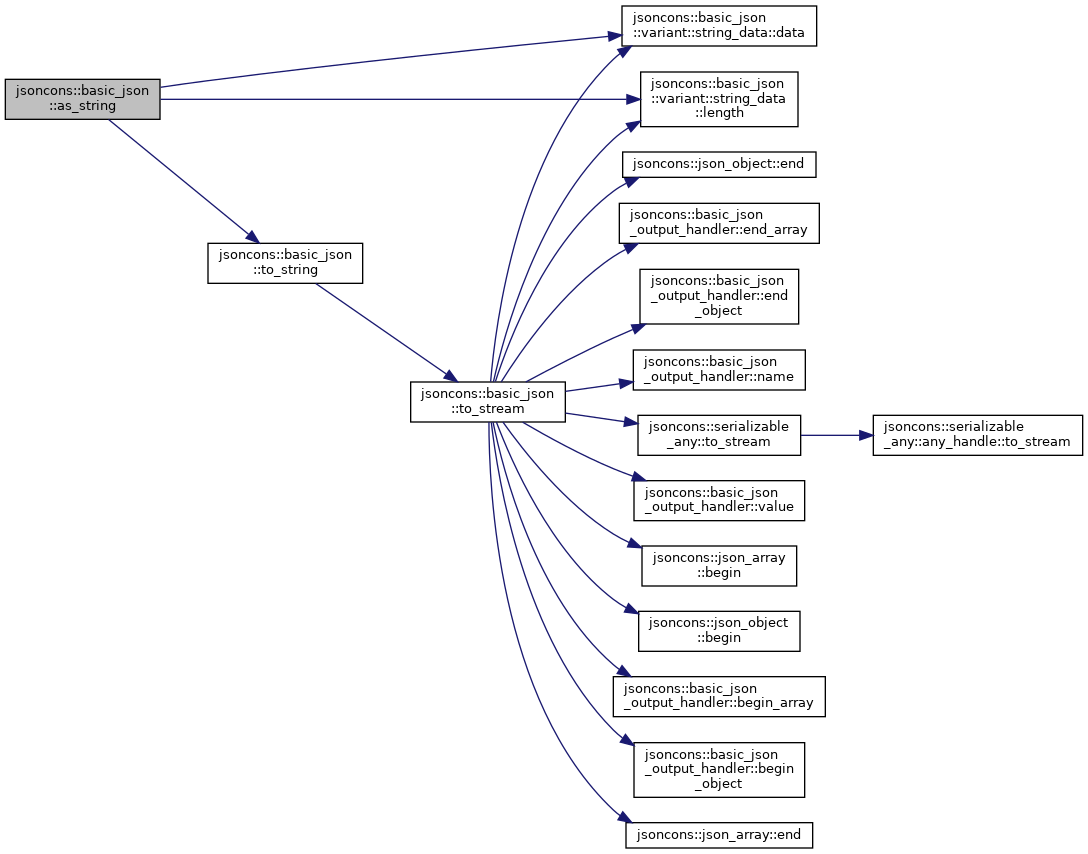 jsoncons::basic_json
::as_string
jsoncons::basic_json
::to_string
jsoncons::basic_json
::to_stream
jsoncons::basic_json
::variant::string_data::data
jsoncons::basic_json
::variant::string_data
::length
jsoncons::json_object::end
jsoncons::basic_json
_output_handler::end_array
jsoncons::basic_json
_output_handler::end
_object
jsoncons::basic_json
_output_handler::name
jsoncons::serializable
_any::to_stream
jsoncons::serializable
_any::any_handle::to_stream
jsoncons::basic_json
_output_handler::value
jsoncons::json_array
::begin
jsoncons::json_object
::begin
jsoncons::basic_json
_output_handler::begin_array
jsoncons::basic_json
_output_handler::begin
_object
jsoncons::json_array::end